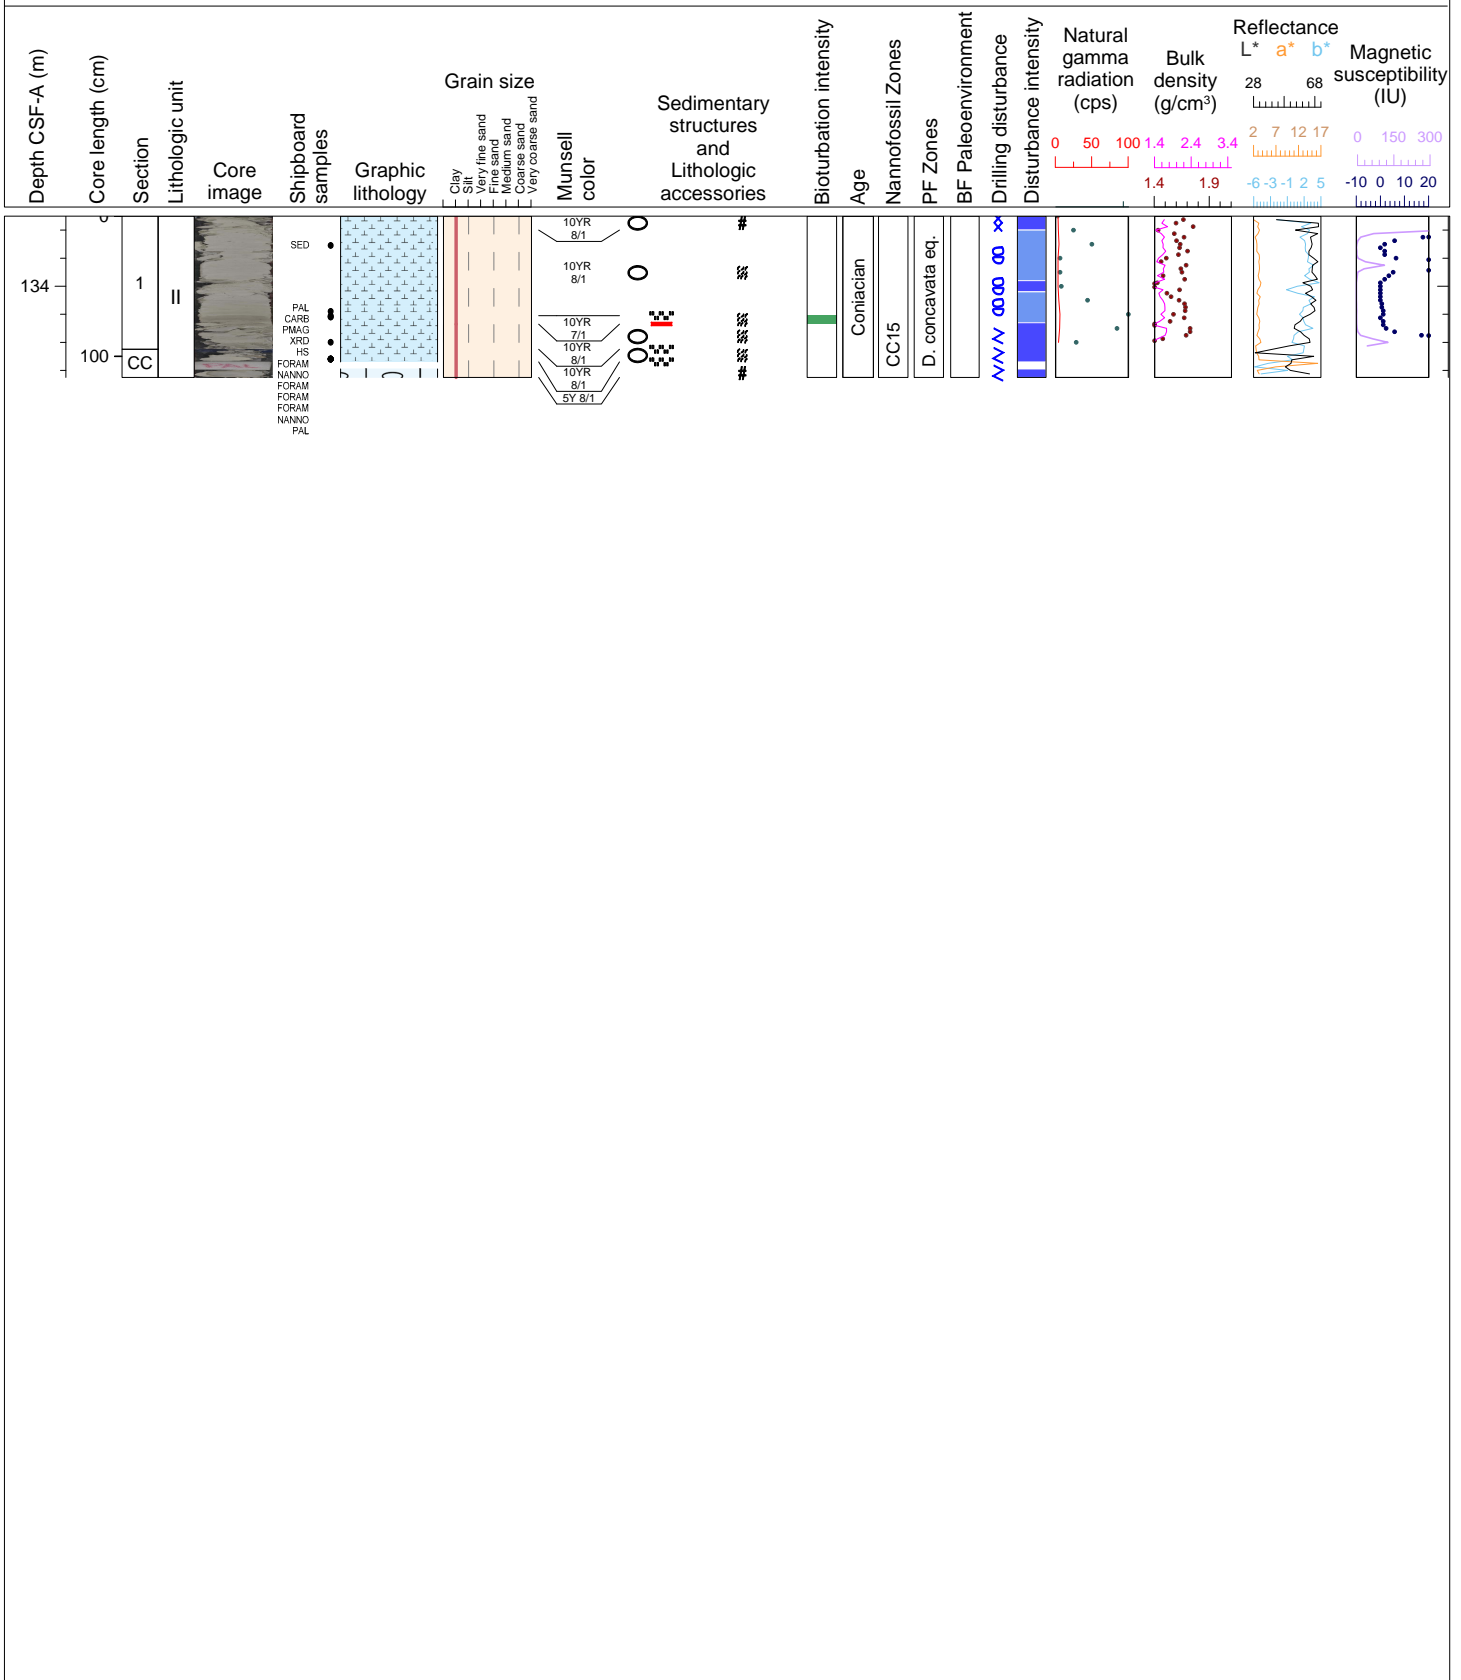 Depth CSF-A (m)
Core length (cm)
Section
Lithologic unit
Core
image
Shipboard
samples
Graphic
lithology
Grain size
Clay
Silt
Very fine sand
Fine sand
Medium sand
Coarse sand
Very coarse sand
Munsell
color
Sedimentary
structures
and
Lithologic
accessories
Bioturbation intensity
Age
Nannofossil Zones
PF Zones
BF Paleoenvironment
Drilling disturbance
Disturbance intensity
Natural
gamma
radiation
(cps)
0 50 100
Bulk
density
(g/cm³)
1.4 2.4 3.4
1.4 1.9
Reflectance
L* a* b*
28 68
2 7 12 17
-6 -3 -1 2 5
Magnetic
susceptibility
(IU)
0 150 300
-10 0 10 20
0
134
100
1
CC
II
SED
PAL
CARB
PMAG
XRD
HS
FORAM
NANNO
FORAM
FORAM
FORAM
NANNO
PAL
10YR
8/1
10YR
8/1
10YR
7/1
10YR
8/1
10YR
8/1
5Y 8/1
Coniacian
CC15
D. concavata eq.